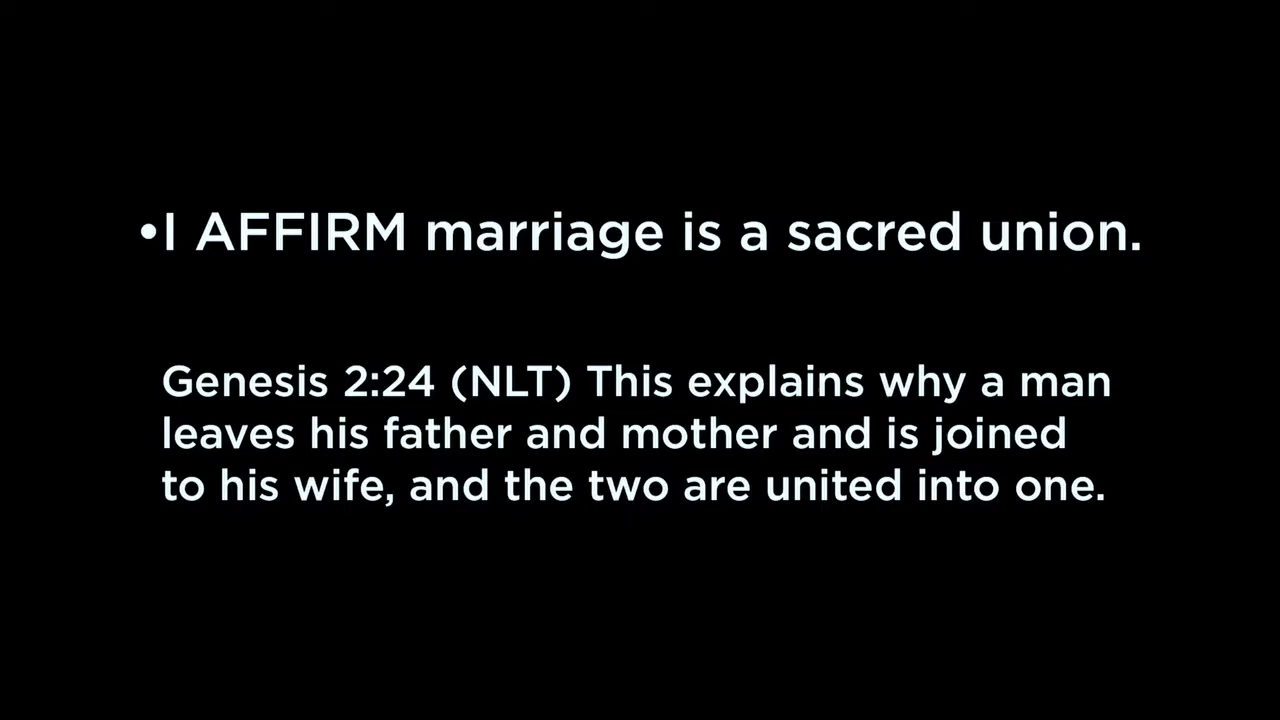 •I AFFIRM marriage is a sacred union.
Genesis 2:24 (NLT) This explains why a man
leaves his father and mother and is joined
to his wife, and the two are united into one.